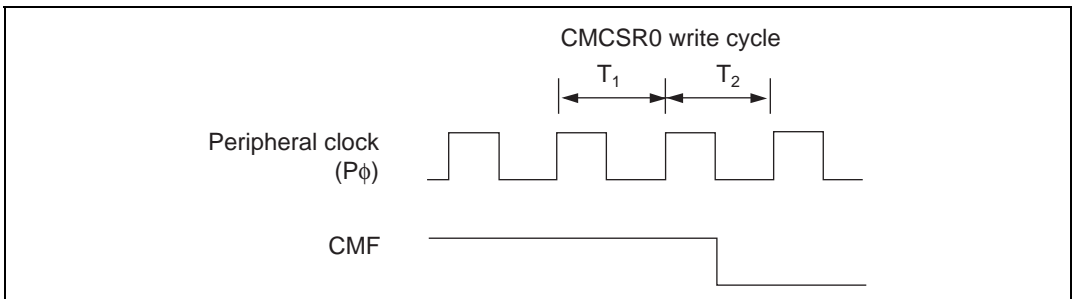 CMCSR0 write cycle
T1 T2
Peripheral clock
(Pφ)
CMF